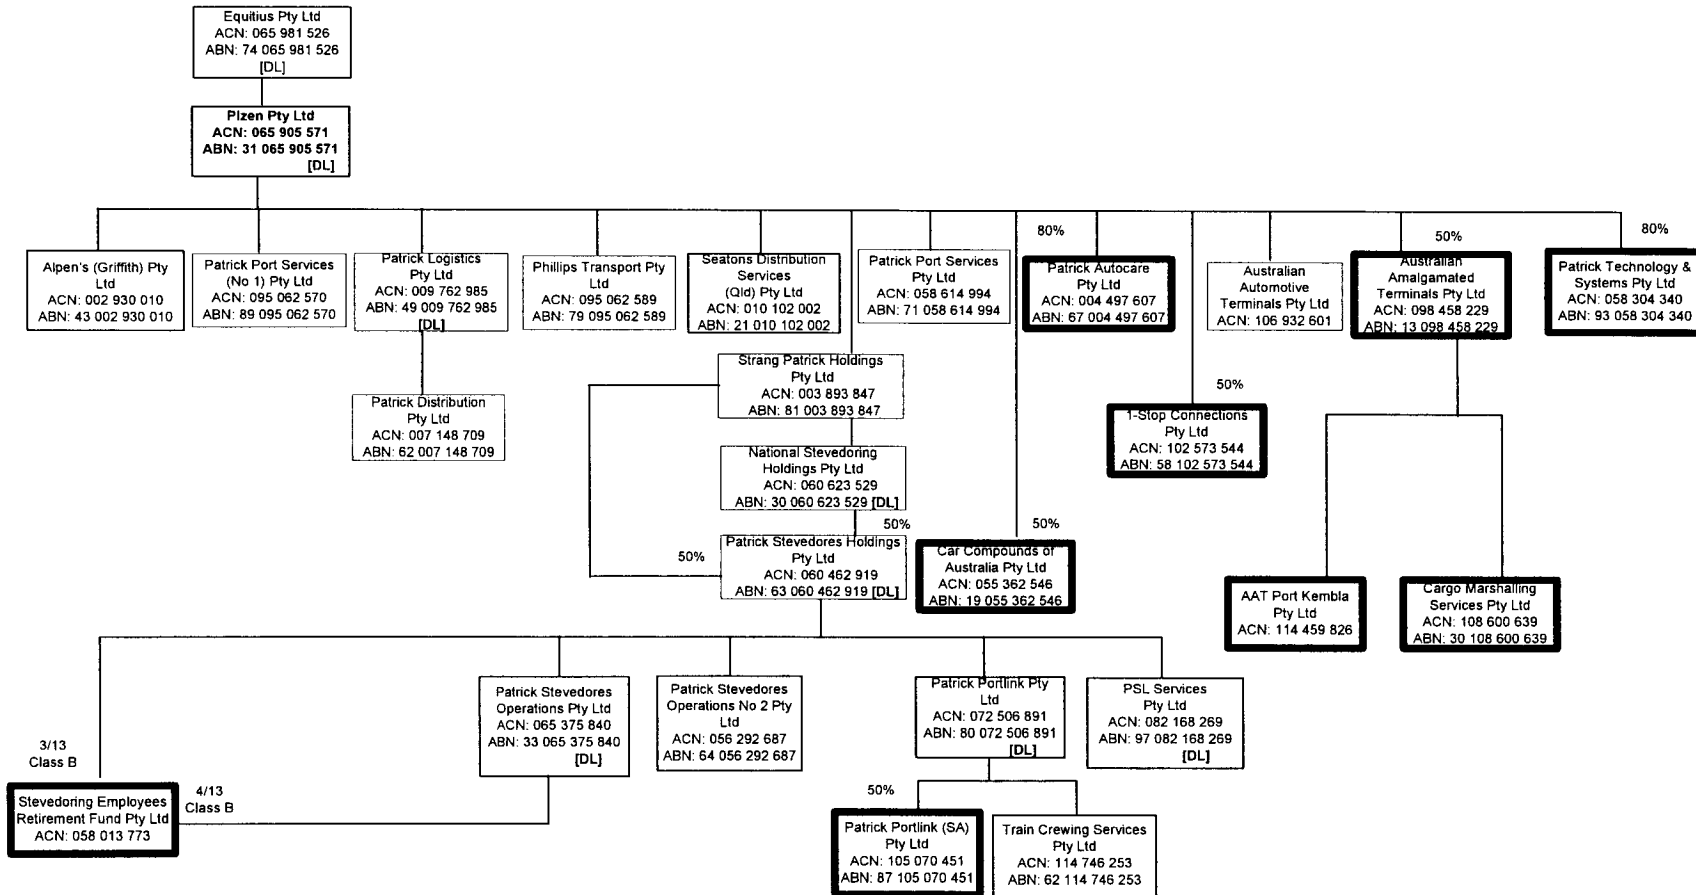 Equitius Pty Ltd
ACN: 065 981 526
ABN: 74 065 981 526
[DL]
Plzen Pty Ltd
ACN: 065 905 571
ABN: 31 065 905 571
[DL]
Alpen's (Griffith) Pty
Ltd
ACN: 002 930 010
ABN: 43 002 930 010
Patrick Port Services
(No 1) Pty Ltd
ACN: 095 062 570
ABN: 89 095 062 570
Patrick Logistics
Pty Ltd
ACN: 009 762 985
ABN: 49 009 762 985
[DL]
Phillips Transport Pty
Ltd
ACN: 095 062 589
ABN: 79 095 062 589
Seatons Distribution
Services
(Qld) Pty Ltd
ACN: 010 102 002
ABN: 21 010 102 002
Patrick Port Services
Pty Ltd
ACN: 058 614 994
ABN: 71 058 614 994
80%
Patrick Autocare
Pty Ltd
ACN: 004 497 607
ABN: 67 004 497 607
Australian
Automotive
Terminals Pty Ltd
ACN: 106 932 601
50%
Australian
Amalgamated
Terminals Pty Ltd
ACN: 098 458 229
ABN: 13 098 458 229
80%
Patrick Technology &
Systems Pty Ltd
ACN: 058 304 340
ABN: 93 058 304 340
Patrick Distribution
Pty Ltd
ACN: 007 148 709
ABN: 62 007 148 709
Strang Patrick Holdings
Pty Ltd
ACN: 003 893 847
ABN: 81 003 893 847
50%
1-Stop Connections
Pty Ltd
ACN: 102 573 544
ABN: 58 102 573 544
National Stevedoring
Holdings Pty Ltd
ACN: 060 623 529
ABN: 30 060 623 529 [DL]
50%
50%
Patrick Stevedores Holdings
Pty Ltd
ACN: 060 462 919
ABN: 63 060 462 919 [DL]
50%
Car Compounds of
Australia Pty Ltd
ACN: 055 362 546
ABN: 19 055 362 546
AAT Port Kembla
Pty Ltd
ACN: 114 459 826
Cargo Marshalling
Services Pty Ltd
ACN: 108 600 639
ABN: 30 108 600 639
Patrick Stevedores
Operations Pty Ltd
ACN: 065 375 840
ABN: 33 065 375 840
[DL]
Patrick Stevedores
Operations No 2 Pty
Ltd
ACN: 056 292 687
ABN: 64 056 292 687
Patrick Portlink Pty
Ltd
ACN: 072 506 891
ABN: 80 072 506 891
[DL]
PSL Services
Pty Ltd
ACN: 082 168 269
ABN: 97 082 168 269
[DL]
3/13
Class B
4/13
Class B
Stevedoring Employees
Retirement Fund Pty Ltd
ACN: 058 013 773
50%
Patrick Portlink (SA)
Pty Ltd
ACN: 105 070 451
ABN: 87 105 070 451
Train Crewing Services
Pty Ltd
ACN: 114 746 253
ABN: 62 114 746 253